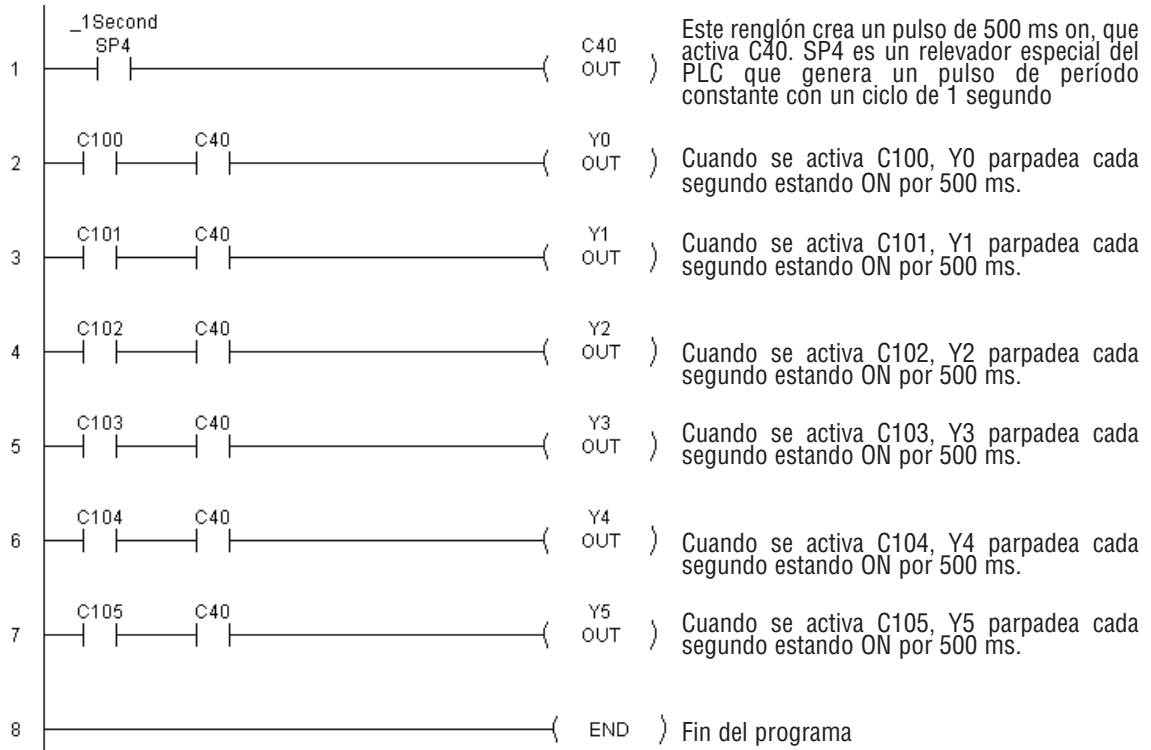 _1Second
SP4
C40
1
OUT
Este renglón crea un pulso de 500 ms on, que
activa C40. SP4 es un relevador especial del
PLC que genera un pulso de período
constante con un ciclo de 1 segundo
C100 C40 Y0
2
OUT
Cuando se activa C100, Y0 parpadea cada
segundo estando ON por 500 ms.
C101 C40 Y1
3
OUT
Cuando se activa C101, Y1 parpadea cada
segundo estando ON por 500 ms.
C102 C40 Y2
4
OUT
Cuando se activa C102, Y2 parpadea cada
segundo estando ON por 500 ms.
C103 C40 Y3
5
OUT
Cuando se activa C103, Y3 parpadea cada
segundo estando ON por 500 ms.
C104 C40 Y4
6
OUT
Cuando se activa C104, Y4 parpadea cada
segundo estando ON por 500 ms.
C105 C40 Y5
7
OUT
Cuando se activa C105, Y5 parpadea cada
segundo estando ON por 500 ms.
8
END
Fin del programa